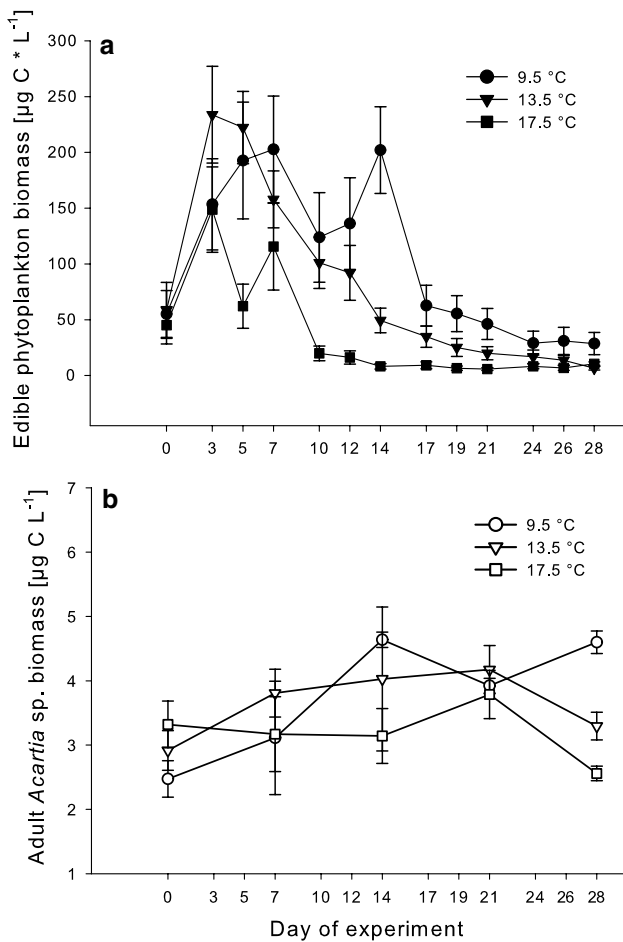 a
Edible phytoplankton biomass [µg C * L-1]
300
250
200
150
100
50
0
9.5 °C
13.5 °C
17.5 °C
0 3 5 7 10 12 14 17 19 21 24 26 28
b
Adult Acartia sp. biomass [µg C L-1]
7
6
5
4
3
2
1
9.5 °C
13.5 °C
17.5 °C
0 3 5 7 10 12 14 17 19 21 24 26 28
Day of experiment